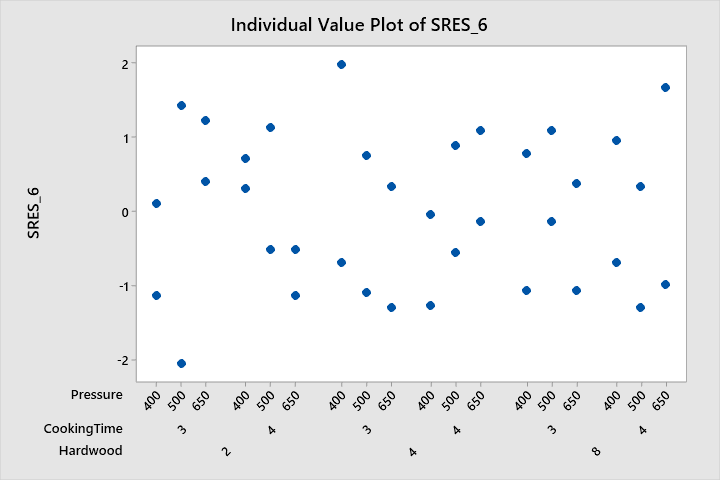 Individual Value Plot of SRES_6
2
1
0
-1
-2
SRES_6
Pressure 400 500 650 400 500 650 400 500 650 400 500 650 400 500 650 400 500 650
CookingTime 3 4 3 4 3 4
Hardwood 2 4 8